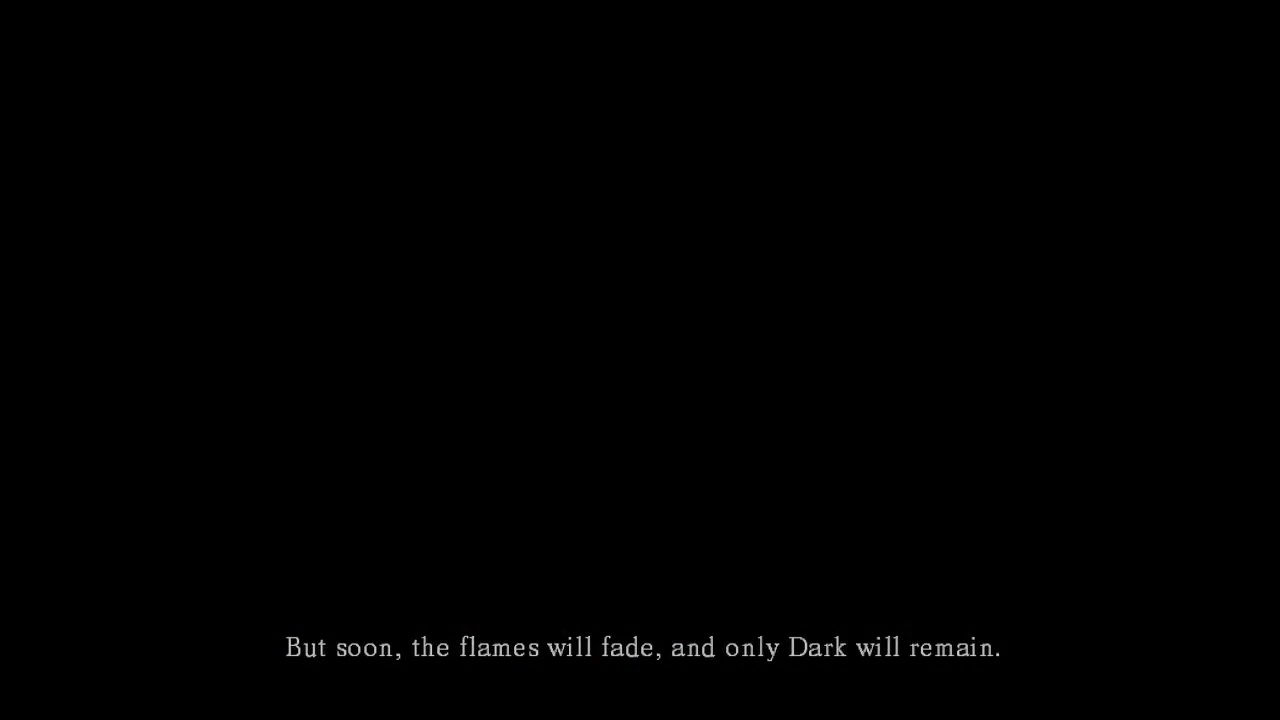 But soon, the flames will fade, and only Dark will remain.